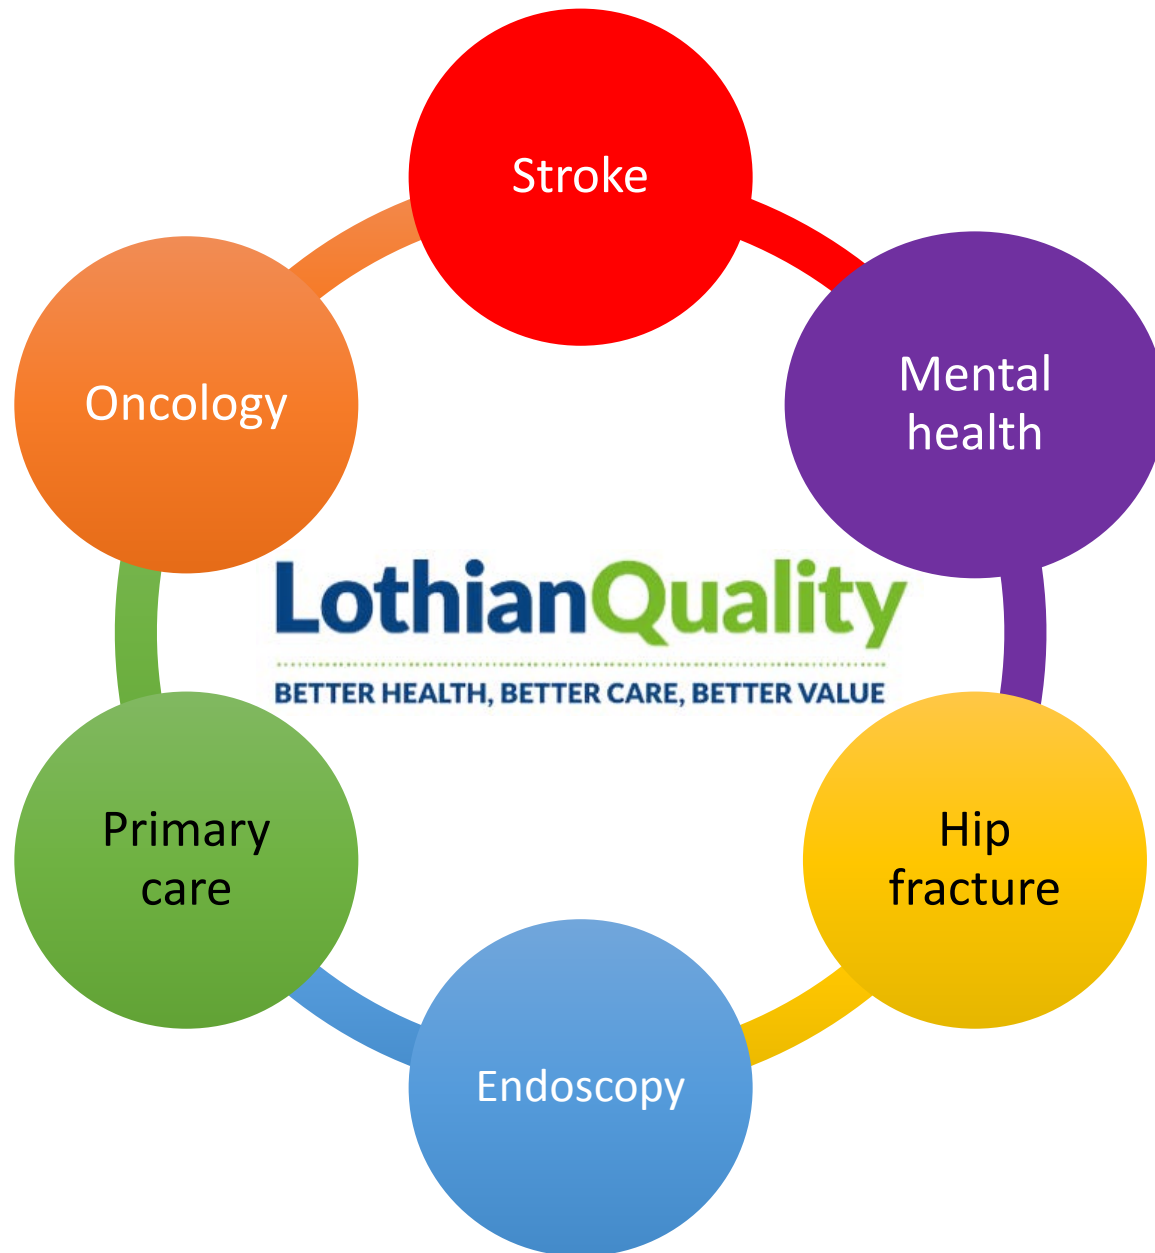 Stroke
Mental
health
Oncology
LothianQuality
BETTER HEALTH, BETTER CARE, BETTER VALUE
Primary
care
Hip
fracture
Endoscopy